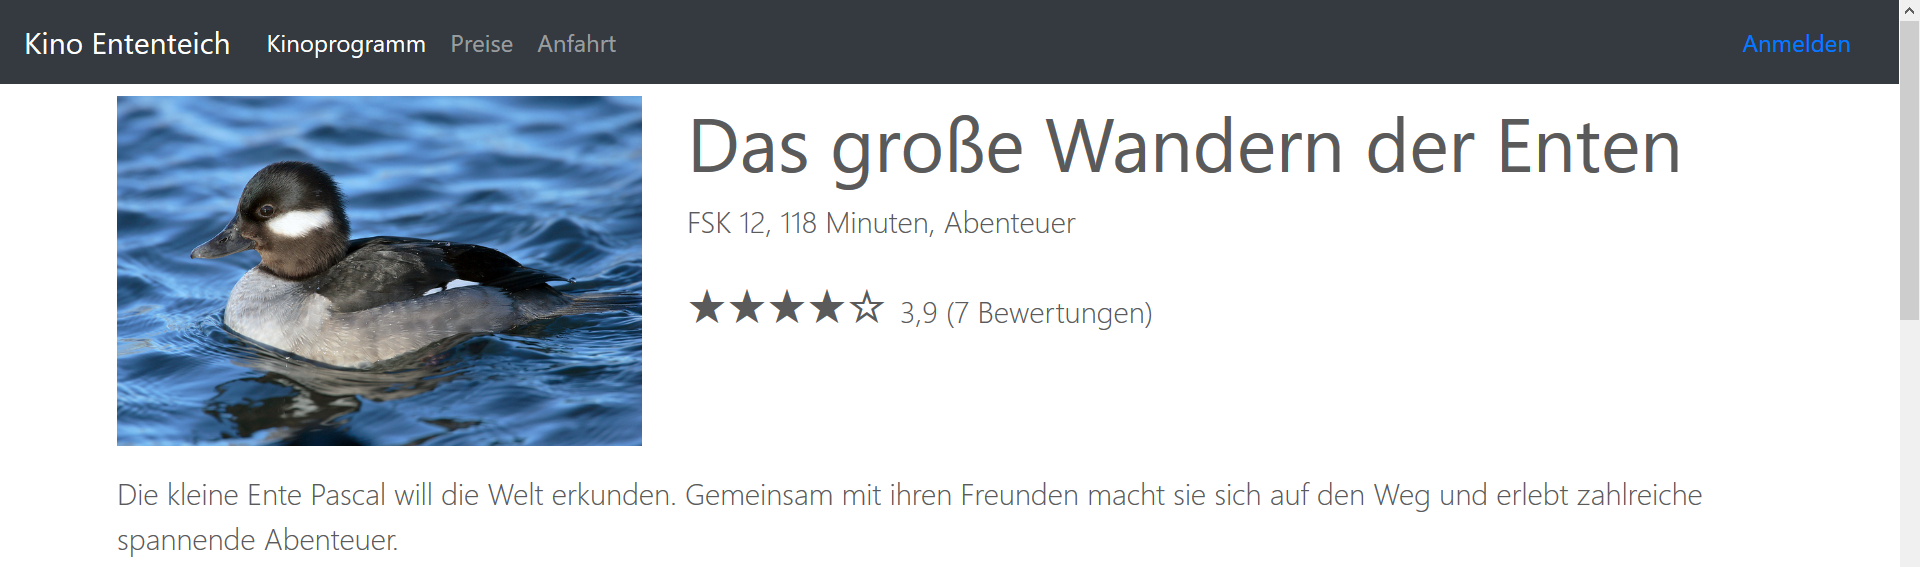 Kino Ententeich Kinoprogramm Preise Anfahrt Anmelden
Das große Wandern der Enten
FSK 12, 118 Minuten, Abenteuer
★★★★☆ 3,9 (7 Bewertungen)
Die kleine Ente Pascal will die Welt erkunden. Gemeinsam mit ihren Freunden macht sie sich auf den Weg und erlebt zahlreiche
spannende Abenteuer.